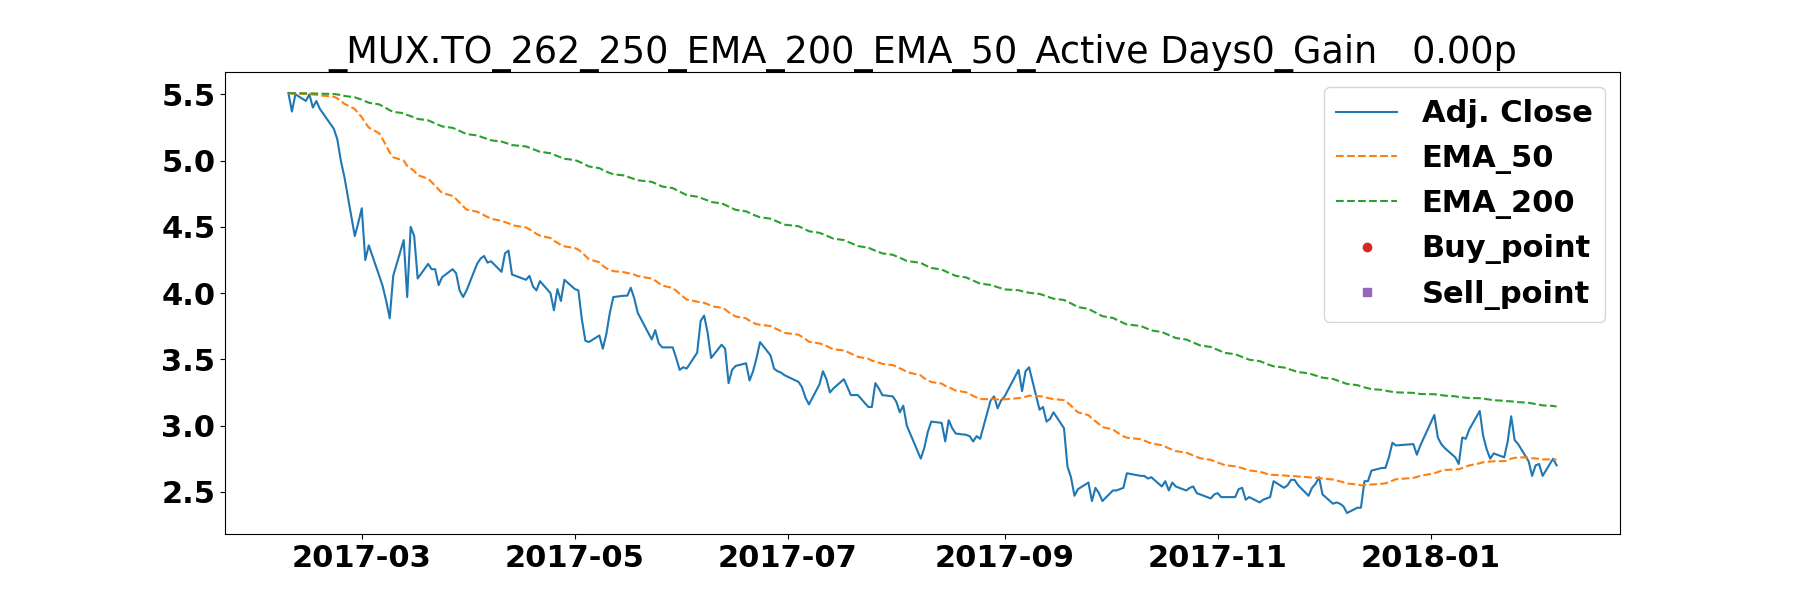 _MUX.TO_262_250_EMA_200_EMA_50_Active Days0_Gain   0.00p
5.5
5.0
4.5
4.0
3.5
3.0
2.5
Adj. Close
EMA_50
EMA_200
Buy_point
Sell_point
2017-03 2017-05 2017-07 2017-09 2017-11 2018-01